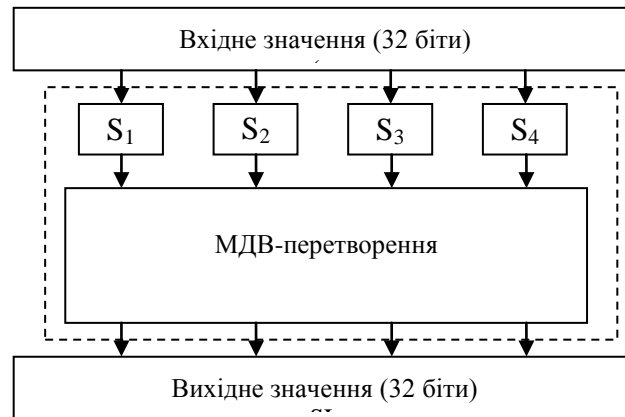 Вхідне значення (32 біти)
S1 S2 S3 S4
МДВ-перетворення
Вихідне значення (32 біти)